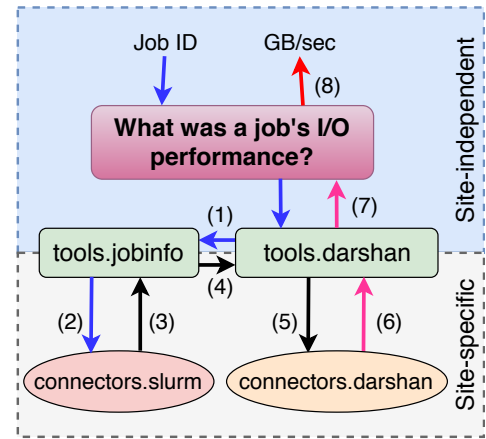 Job ID
GB/sec
(8)
What was a job's I/O
performance?
(7)
(1)
tools.jobinfo
tools.darshan
(4)
(2)
(3)
(5)
(6)
connectors.slurm
connectors.darshan
Site-independent
Site-specific